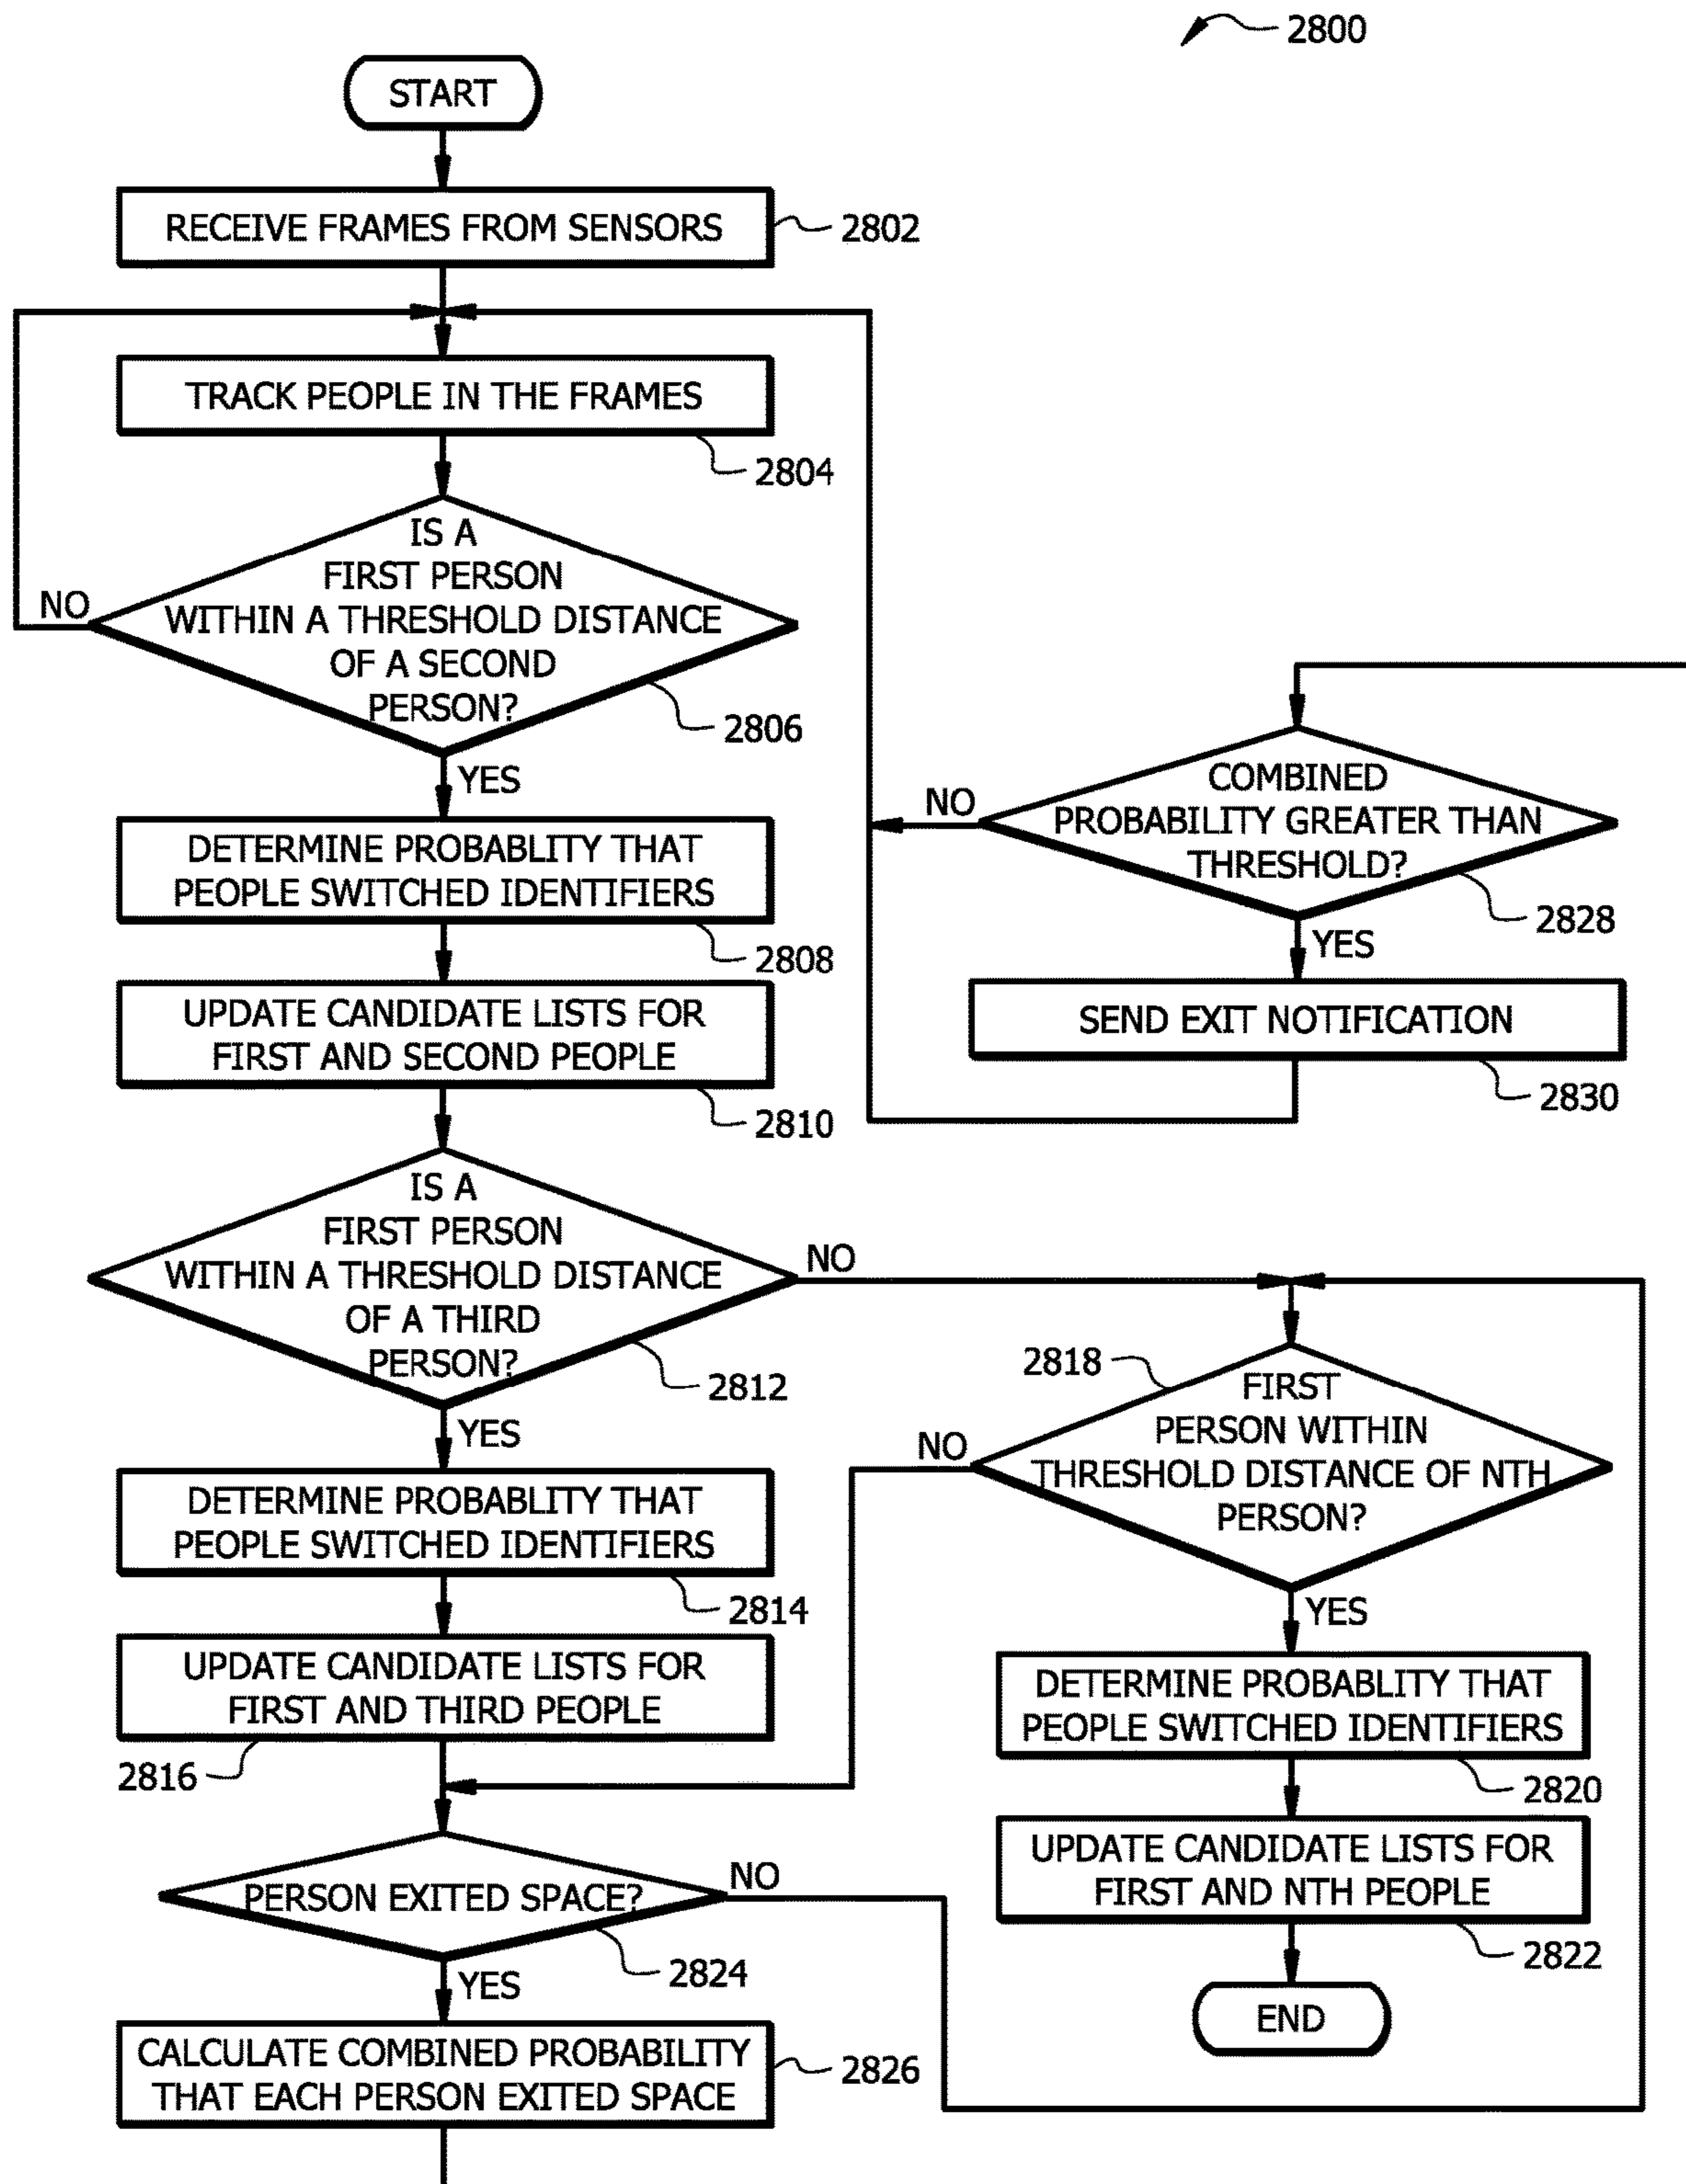 2800
START
RECEIVE FRAMES FROM SENSORS
2802
TRACK PEOPLE IN THE FRAMES
2804
IS A
FIRST PERSON
WITHIN A THRESHOLD DISTANCE
OF A SECOND
PERSON?
NO
2806
YES
DETERMINE PROBABLITY THAT
PEOPLE SWITCHED IDENTIFIERS
2808
UPDATE CANDIDATE LISTS FOR
FIRST AND SECOND PEOPLE
2810
IS A
FIRST PERSON
WITHIN A THRESHOLD DISTANCE
OF A THIRD
PERSON?
NO
2812
YES
DETERMINE PROBABLITY THAT
PEOPLE SWITCHED IDENTIFIERS
2814
UPDATE CANDIDATE LISTS FOR
FIRST AND THIRD PEOPLE
2816
PERSON EXITED SPACE?
NO
2824
YES
CALCULATE COMBINED PROBABILITY
THAT EACH PERSON EXITED SPACE
2826
COMBINED
PROBABILITY GREATER THAN
THRESHOLD?
NO
2828
YES
SEND EXIT NOTIFICATION
2830
2818
FIRST
PERSON WITHIN
THRESHOLD DISTANCE OF NTH
PERSON?
NO
YES
DETERMINE PROBABLITY THAT
PEOPLE SWITCHED IDENTIFIERS
2820
UPDATE CANDIDATE LISTS FOR
FIRST AND NTH PEOPLE
2822
END